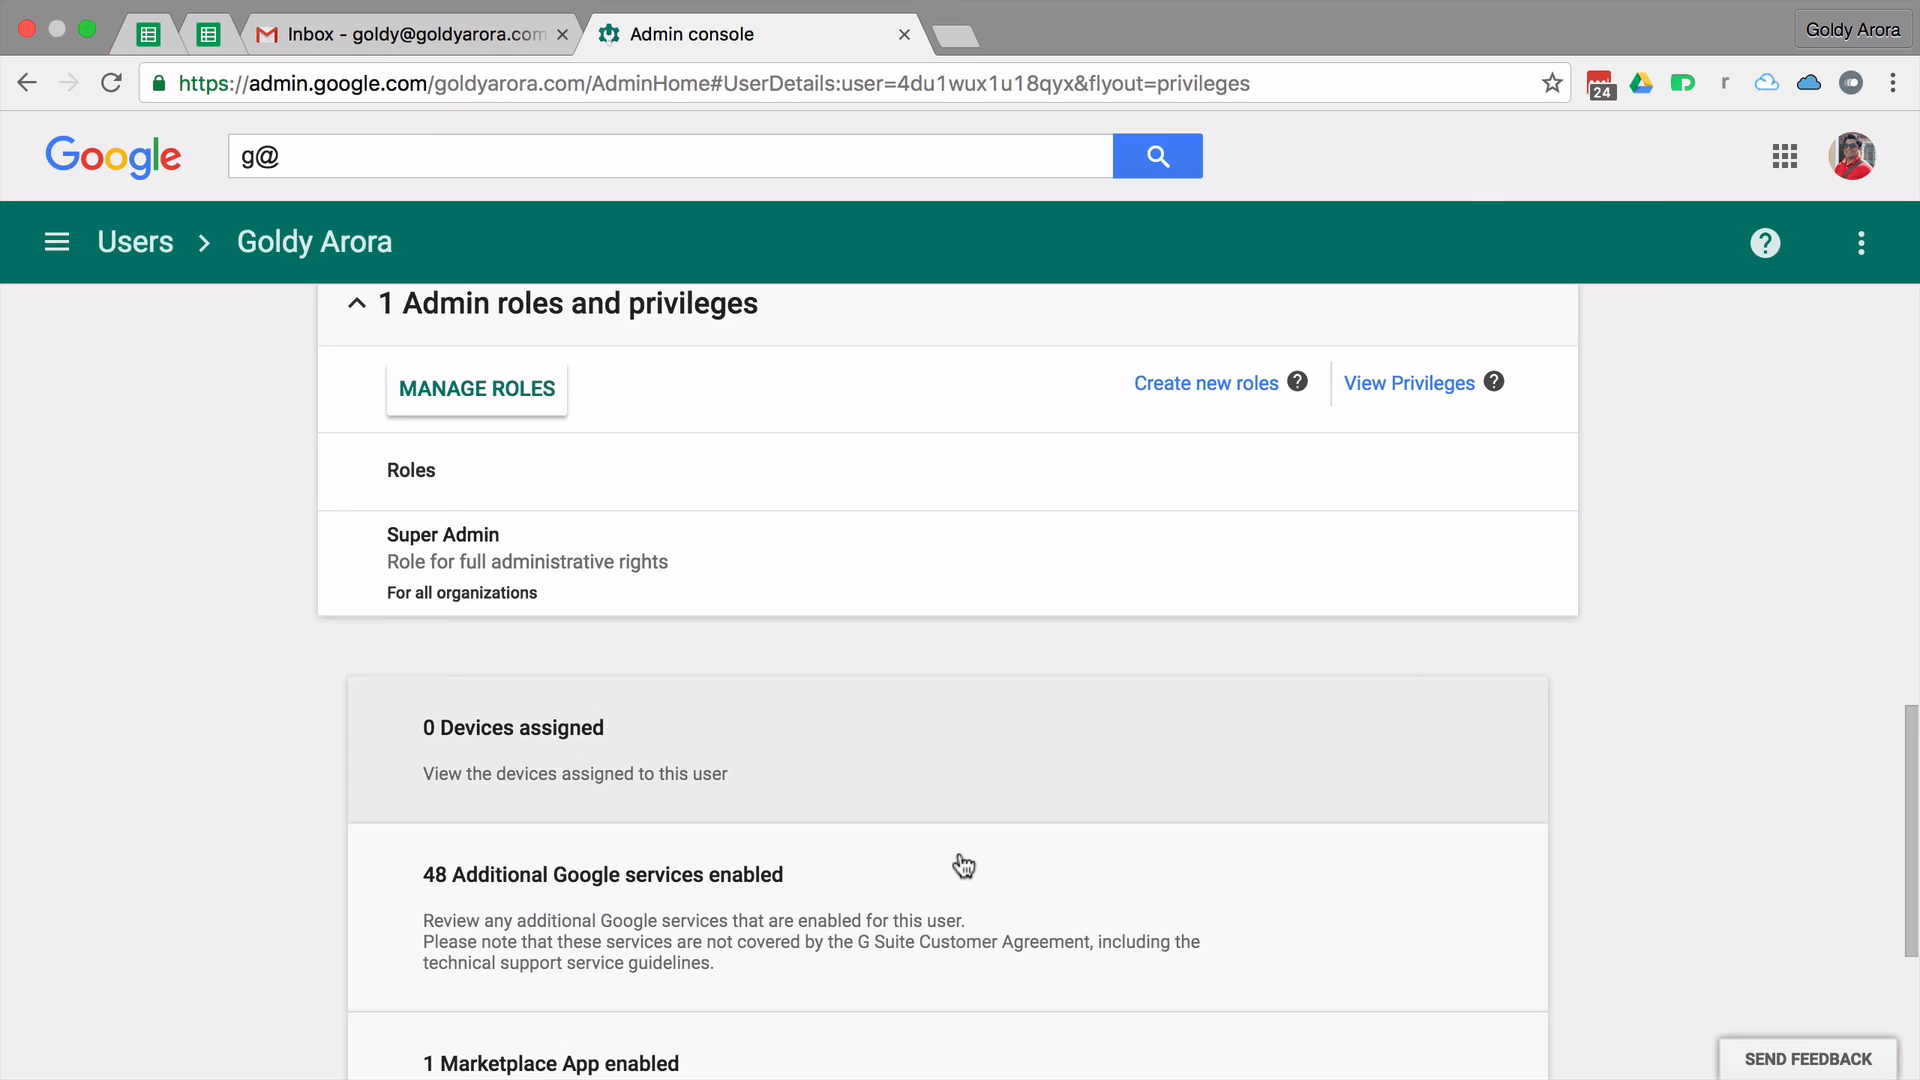 Inbox - goldy@goldyarora.com
Admin console
Goldy Arora
https://admin.google.com/goldyarora.com/AdminHome#UserDetails:user=4du1wux1u18qyx&flyout=privileges
24
r
Google
g@
Users > Goldy Arora
?
1 Admin roles and privileges
MANAGE ROLES
Create new roles ?
View Privileges ?
Roles
Super Admin
Role for full administrative rights
For all organizations
0 Devices assigned
View the devices assigned to this user
48 Additional Google services enabled
Review any additional Google services that are enabled for this user.
Please note that these services are not covered by the G Suite Customer Agreement, including the
technical support service guidelines.
1 Marketplace App enabled
SEND FEEDBACK